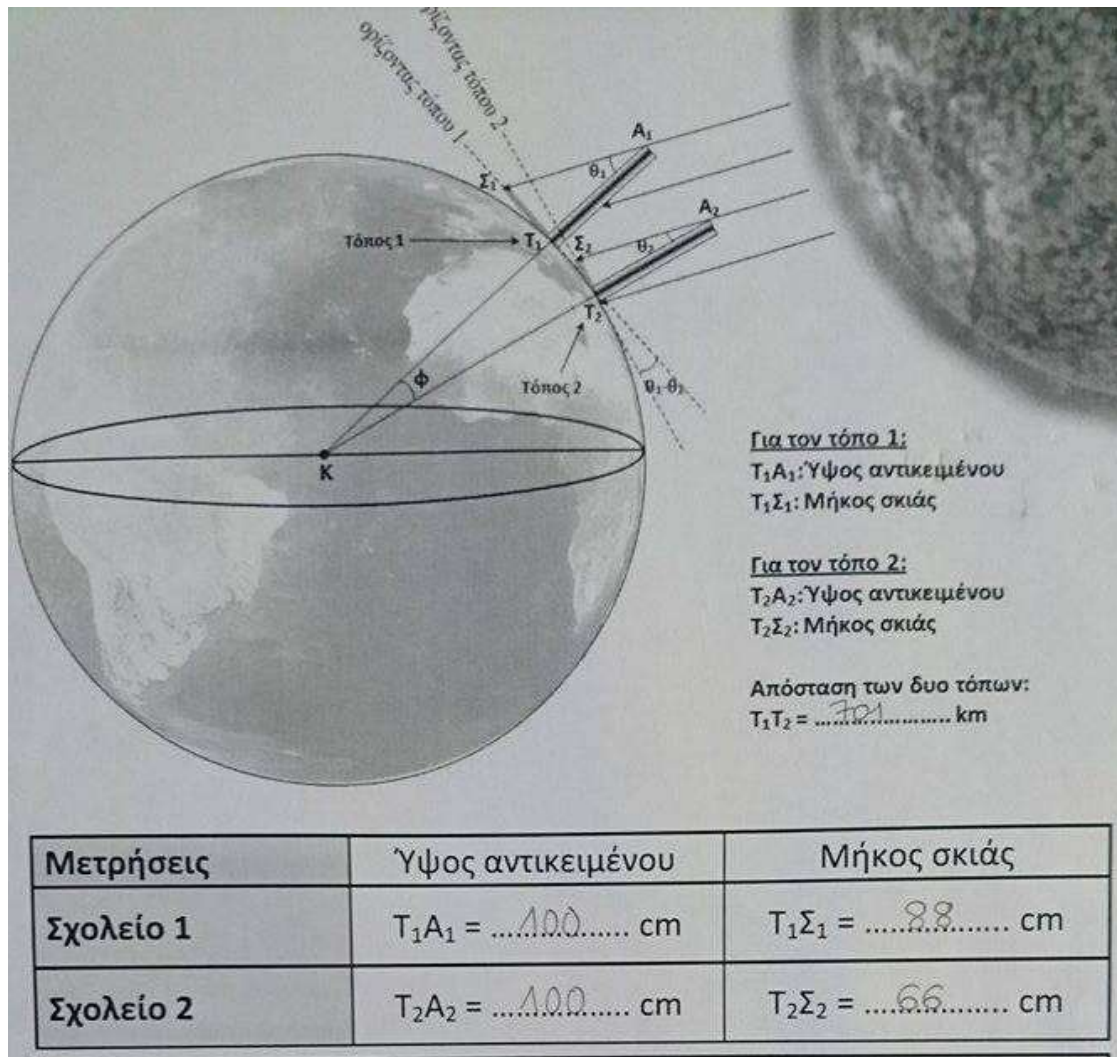 ορίζοντας τόπου 2
ορίζοντας τόπου 1
A₁
θ₁
Σ₁
A₂
Τόπος 1
T₁
Σ₂
θ₂
T₂
Τόπος 2
θ₁-θ₂
ϕ
K
Για τον τόπο 1:
T₁A₁:Ύψος αντικειμένου
T₁Σ₁: Μήκος σκιάς
Για τον τόπο 2:
T₂A₂:Ύψος αντικειμένου
T₂Σ₂: Μήκος σκιάς
Απόσταση των δυο τόπων:
T₁T₂ = ....701.... km
Μετρήσεις Ύψος αντικειμένου Μήκος σκιάς
Σχολείο 1 T₁A₁ = ....100.... cm T₁Σ₁ = ....88.... cm
Σχολείο 2 T₂A₂ = ....100.... cm T₂Σ₂ = ....66.... cm